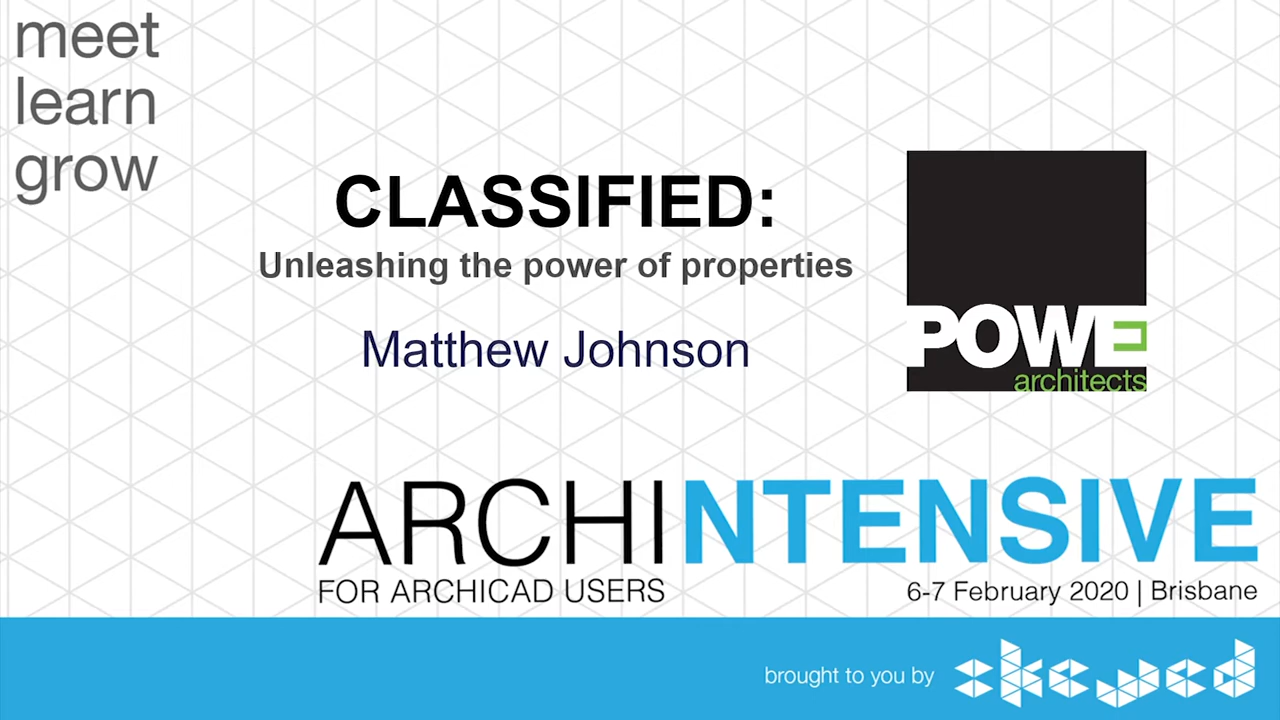 meet
learn
grow
CLASSIFIED:
Unleashing the power of properties
Matthew Johnson
POWE
architects
ARCHINTENSIVE
FOR ARCHICAD USERS
6-7 February 2020 | Brisbane
brought to you by skewed